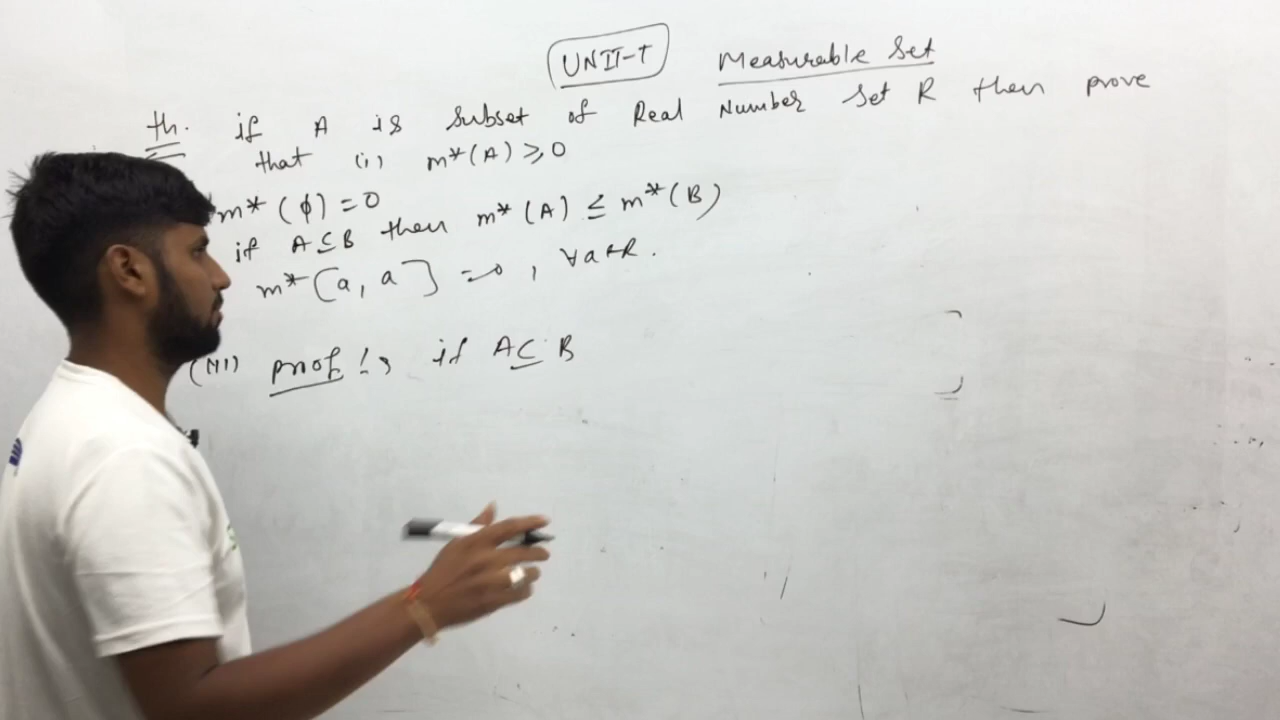 UNIT-I Measurable Set
th. if A is subset of Real Number Set R then prove
that (i) m*(A) ≥ 0
m*(ϕ) = 0
if A ⊆ B then m*(A) ≤ m*(B)
m*[a, a] = 0, ∀ a ∈ R.
(III) proof: if A ⊆ B